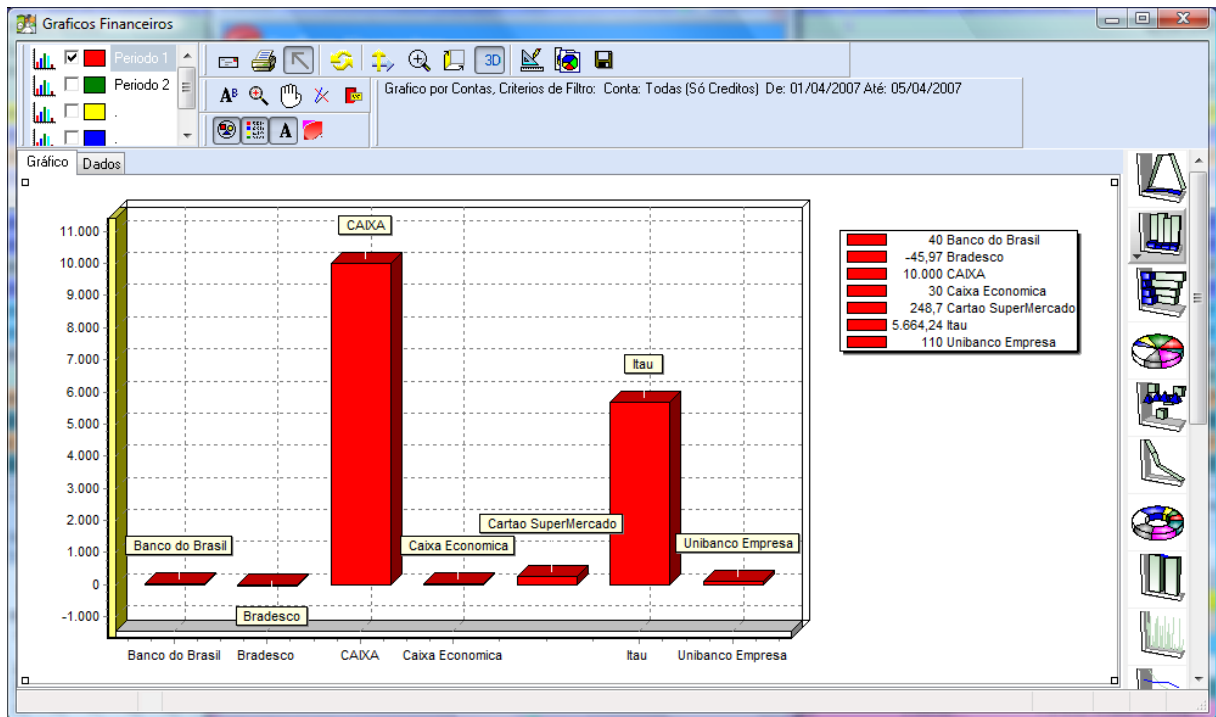 Graficos Financeiros
Periodo 1
Periodo 2
.
.
3D
Grafico por Contas, Criterios de Filtro: Conta: Todas (Só Creditos) De: 01/04/2007 Até: 05/04/2007
Gráfico
Dados
11.000
10.000
9.000
8.000
7.000
6.000
5.000
4.000
3.000
2.000
1.000
0
-1.000
CAIXA
Itau
Cartao SuperMercado
Banco do Brasil
Caixa Economica
Unibanco Empresa
Bradesco
Banco do Brasil
Bradesco
CAIXA
Caixa Economica
Itau
Unibanco Empresa
40 Banco do Brasil
-45,97 Bradesco
10.000 CAIXA
30 Caixa Economica
248,7 Cartao SuperMercado
5.664,24 Itau
110 Unibanco Empresa